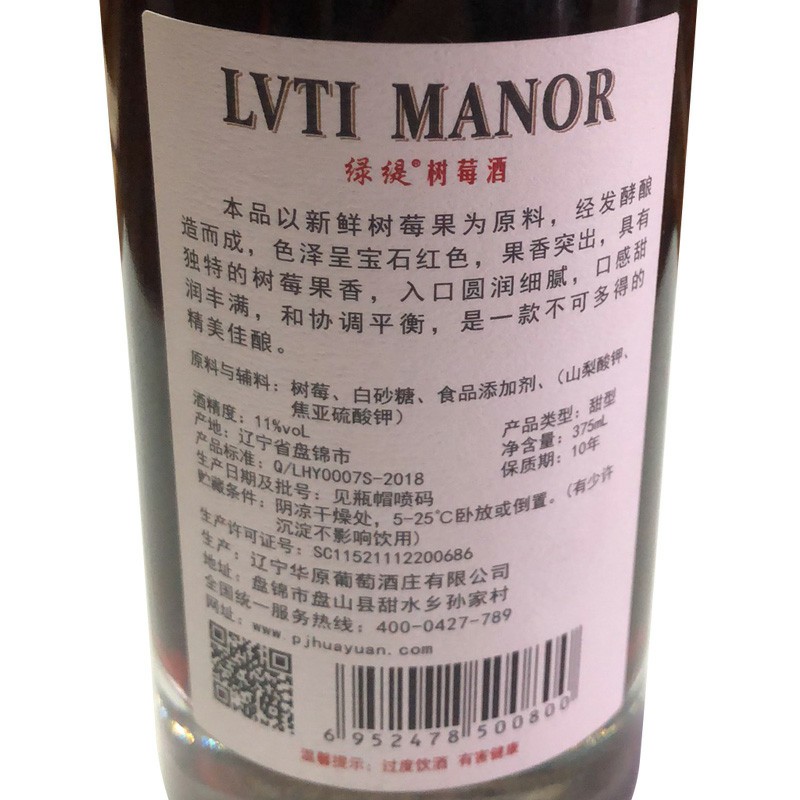 LVTI MANOR
绿缇®树莓酒
本品以新鲜树莓果为原料，经发酵酿
造而成，色泽呈宝石红色，果香突出，具有
独特的树莓果香，入口圆润细腻，口感甜
润丰满，和协调平衡，是一款不可多得的
精美佳酿。
原料与辅料：树莓、白砂糖、食品添加剂、（山梨酸钾、
焦亚硫酸钾）
酒精度：11%voL 产品类型：甜型
产地：辽宁省盘锦市 净含量：375mL
产品标准：Q/LHY0007S-2018 保质期：10年
生产日期及批号：见瓶帽喷码
贮藏条件：阴凉干燥处，5-25℃卧放或倒置。（有少许
沉淀不影响饮用）
生产许可证号：SC11521112200686
生产：辽宁华原葡萄酒庄有限公司
地址：盘锦市盘山县甜水乡孙家村
全国统一服务热线：400-0427-789
网址：www.pjhuayuan.com
6 952478 500800
温馨提示：过度饮酒 有害健康